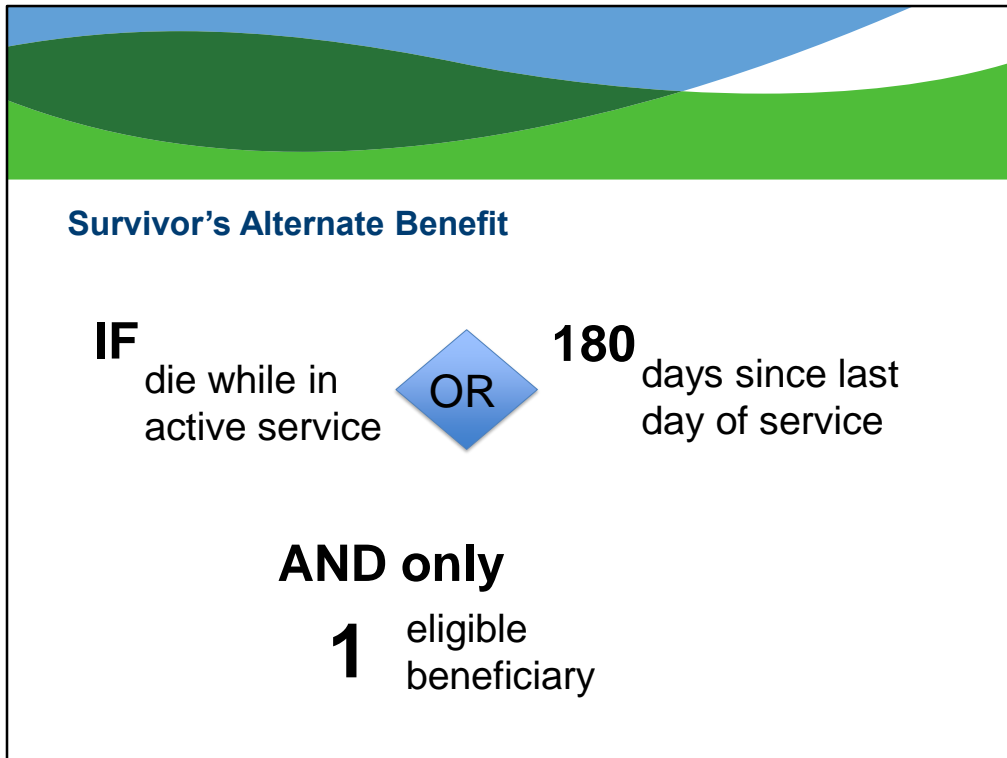 Survivor’s Alternate Benefit
IF
die while in
active service
OR
180
days since last
day of service
AND only
1
eligible
beneficiary